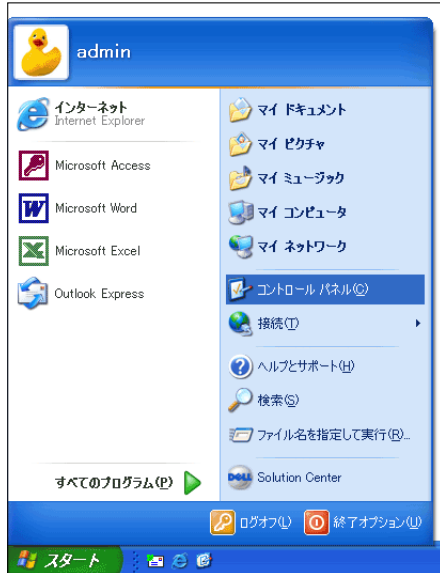 admin
インターネット
Internet Explorer
Microsoft Access
Microsoft Word
Microsoft Excel
Outlook Express
すべてのプログラム(P)
マイ ドキュメント
マイ ピクチャ
マイ ミュージック
マイ コンピュータ
マイ ネットワーク
コントロール パネル(C)
接続(T)
ヘルプとサポート(H)
検索(S)
ファイル名を指定して実行(R)...
DELL Solution Center
ログオフ(L) 終了オプション(U)
スタート